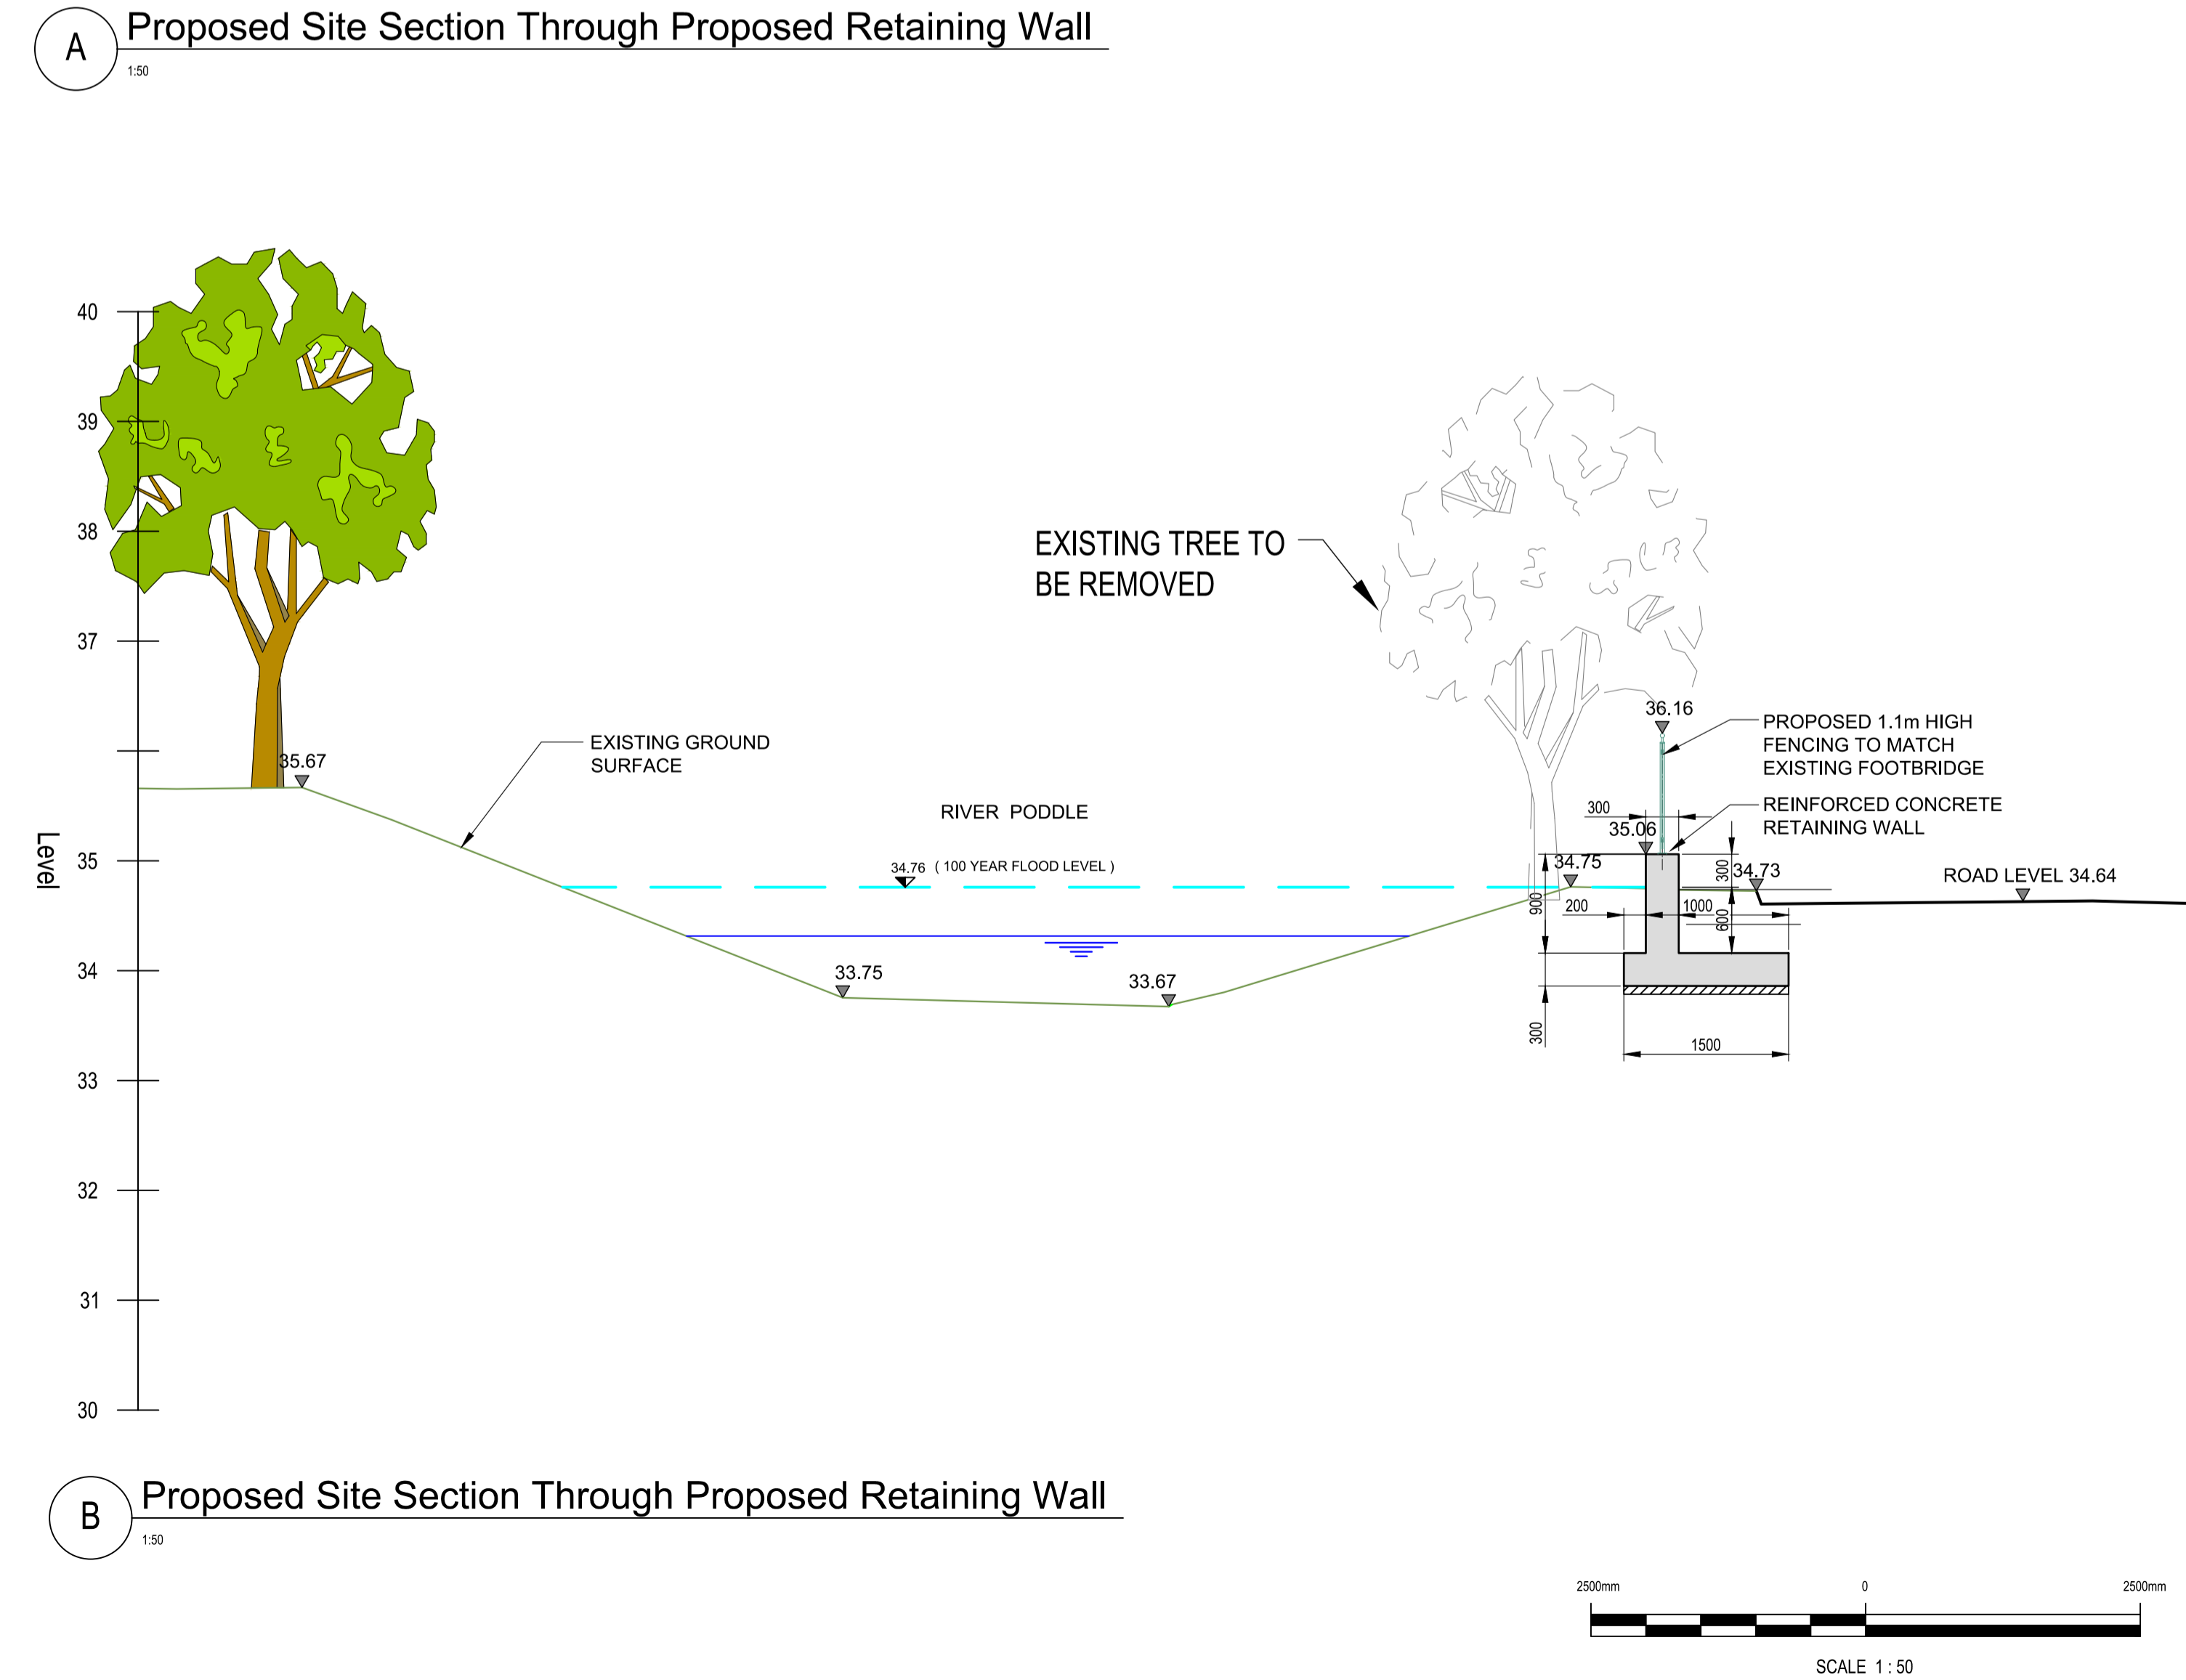 A
Proposed Site Section Through Proposed Retaining Wall
1:50
40
39
38
37
35
34
33
32
31
30
Level
35.67
EXISTING GROUND
SURFACE
RIVER PODDLE
34.76 ( 100 YEAR FLOOD LEVEL )
33.75
33.67
EXISTING TREE TO
BE REMOVED
36.16
PROPOSED 1.1m HIGH
FENCING TO MATCH
EXISTING FOOTBRIDGE
REINFORCED CONCRETE
RETAINING WALL
300
35.06
34.75
300
34.73
ROAD LEVEL 34.64
900
200
1000
600
300
1500
B
Proposed Site Section Through Proposed Retaining Wall
1:50
2500mm
0
2500mm
SCALE 1 : 50